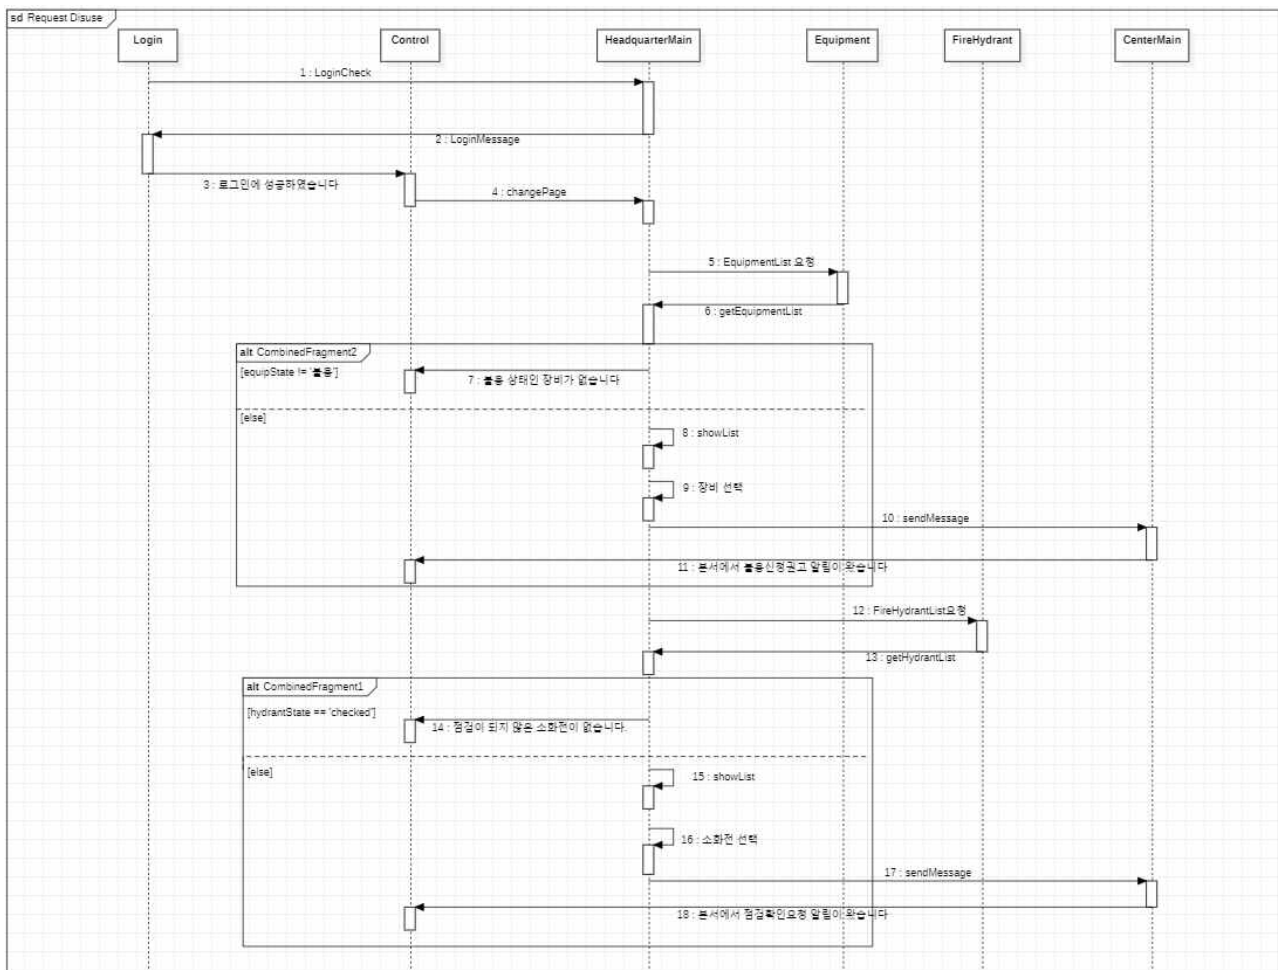 sd Request Disuse
Login
Control
HeadquarterMain
Equipment
FireHydrant
CenterMain
1 : LoginCheck
2 : LoginMessage
3 : 로그인에 성공하였습니다
4 : changePage
5 : EquipmentList 요청
6 : getEquipmentList
alt CombinedFragment2
[equipState != '불용']
7 : 불용 상태인 장비가 없습니다
[else]
8 : showList
9 : 장비 선택
10 : sendMessage
11 : 본서에서 불용신청권고 알림이 왔습니다
12 : FireHydrantList요청
13 : getHydrantList
alt CombinedFragment1
[hydrantState == 'checked']
14 : 점검이 되지 않은 소화전이 없습니다.
[else]
15 : showList
16 : 소화전 선택
17 : sendMessage
18 : 본서에서 점검확인요청 알림이 왔습니다